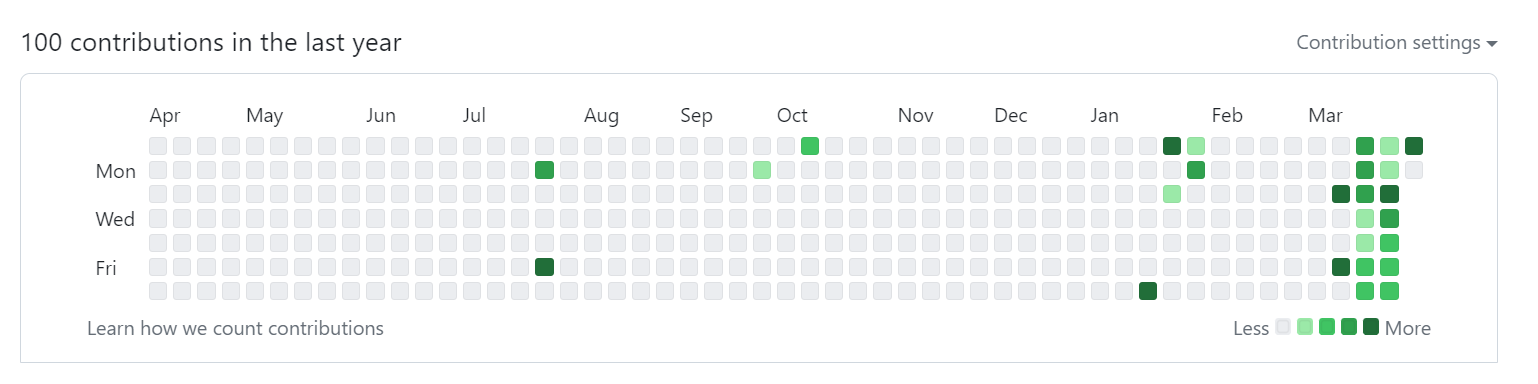 100 contributions in the last year
Contribution settings
Apr May Jun Jul Aug Sep Oct Nov Dec Jan Feb Mar
Mon
Wed
Fri
Learn how we count contributions
Less More